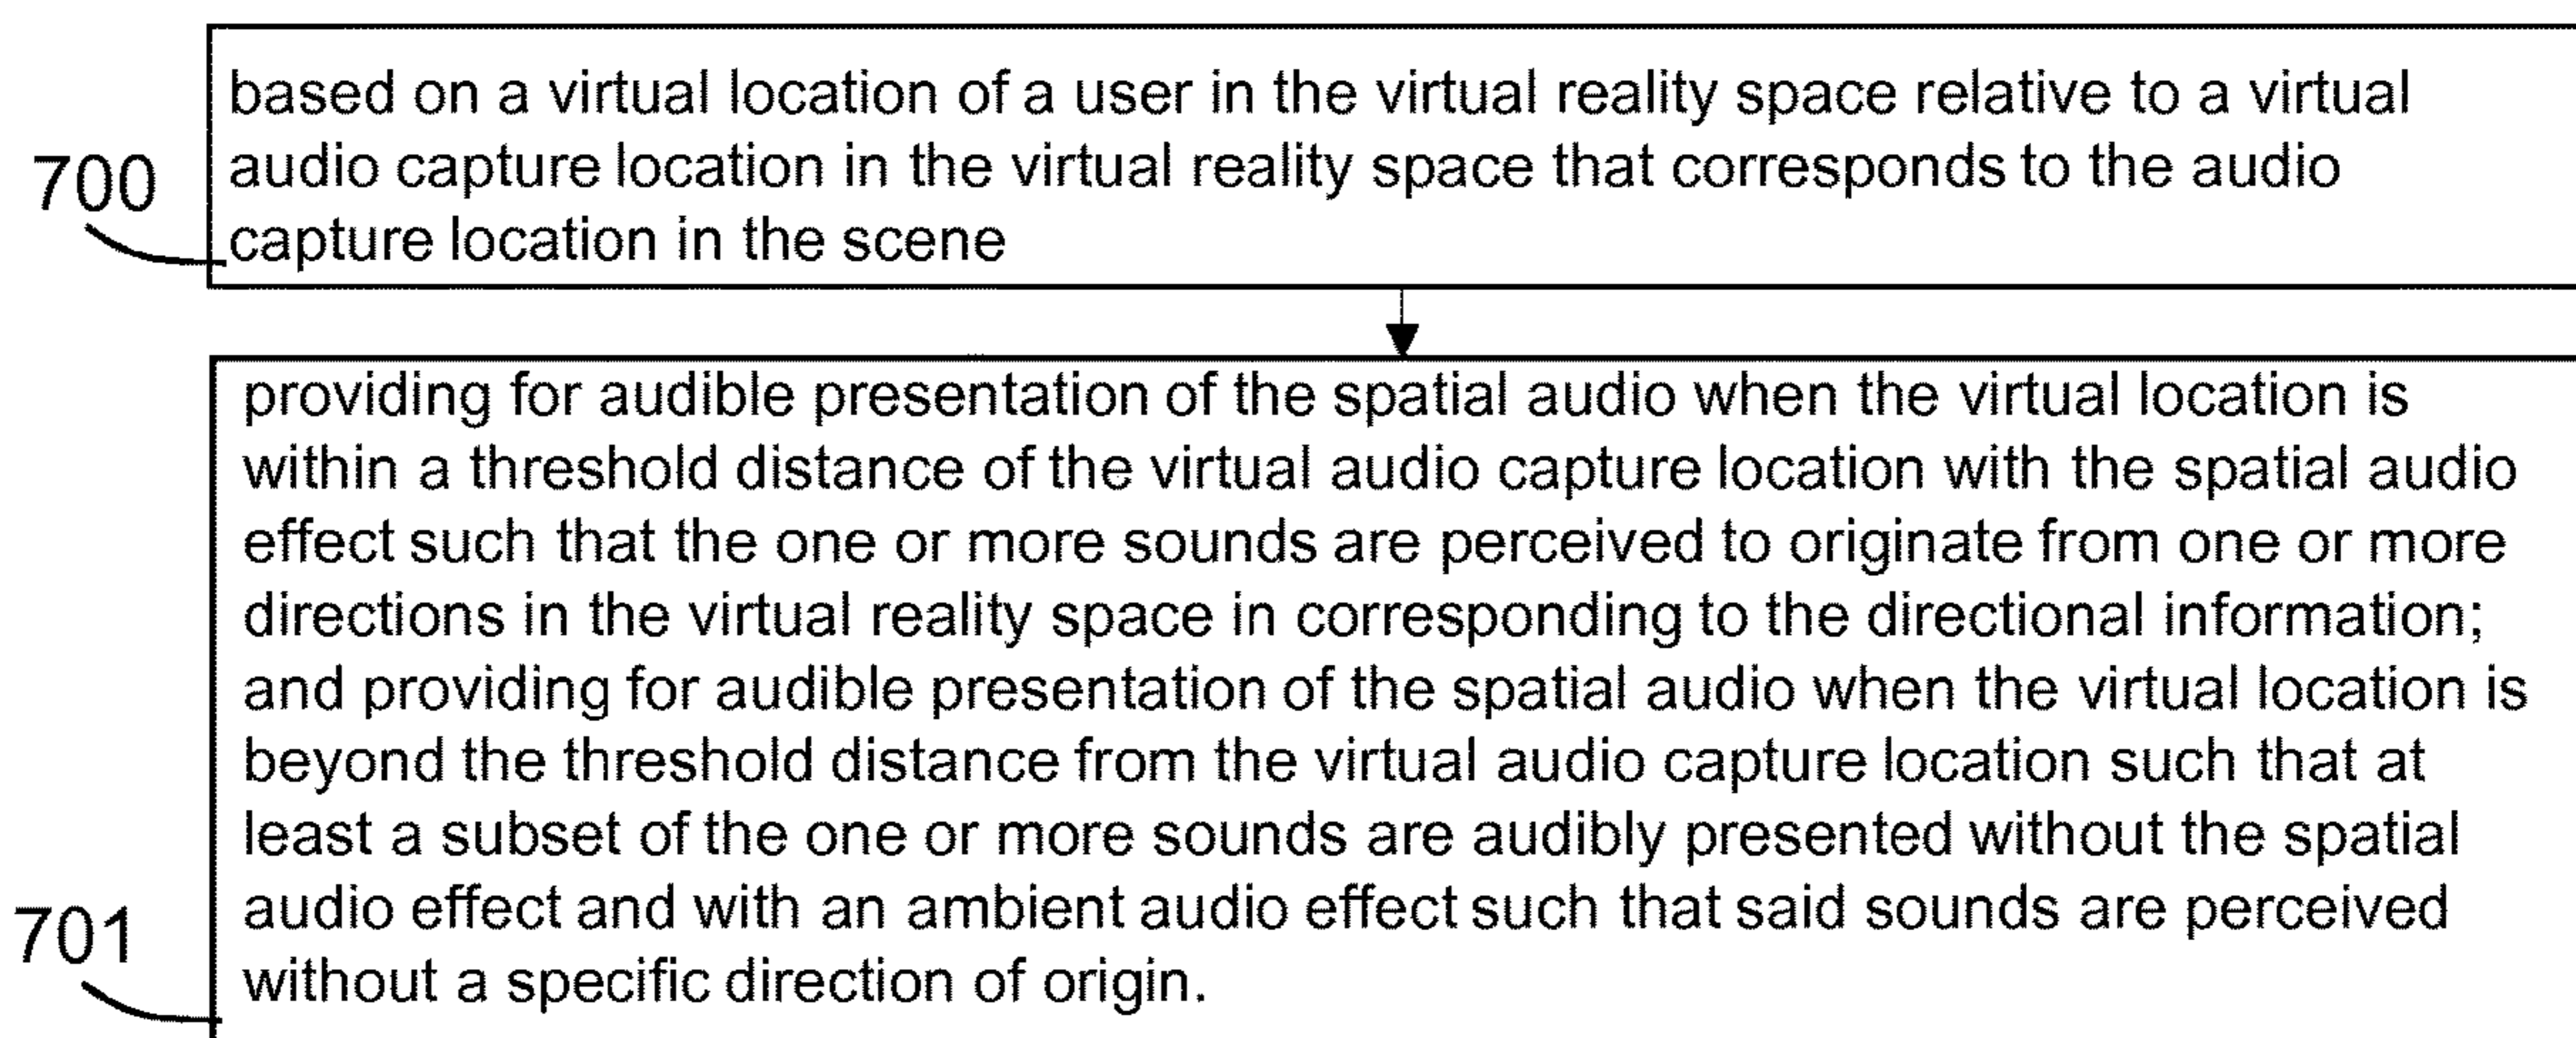 based on a virtual location of a user in the virtual reality space relative to a virtual
audio capture location in the virtual reality space that corresponds to the audio
700
capture location in the scene
providing for audible presentation of the spatial audio when the virtual location is
within a threshold distance of the virtual audio capture location with the spatial audio
effect such that the one or more sounds are perceived to originate from one or more
directions in the virtual reality space in corresponding to the directional information;
and providing for audible presentation of the spatial audio when the virtual location is
beyond the threshold distance from the virtual audio capture location such that at
least a subset of the one or more sounds are audibly presented without the spatial
audio effect and with an ambient audio effect such that said sounds are perceived
701
without a specific direction of origin.